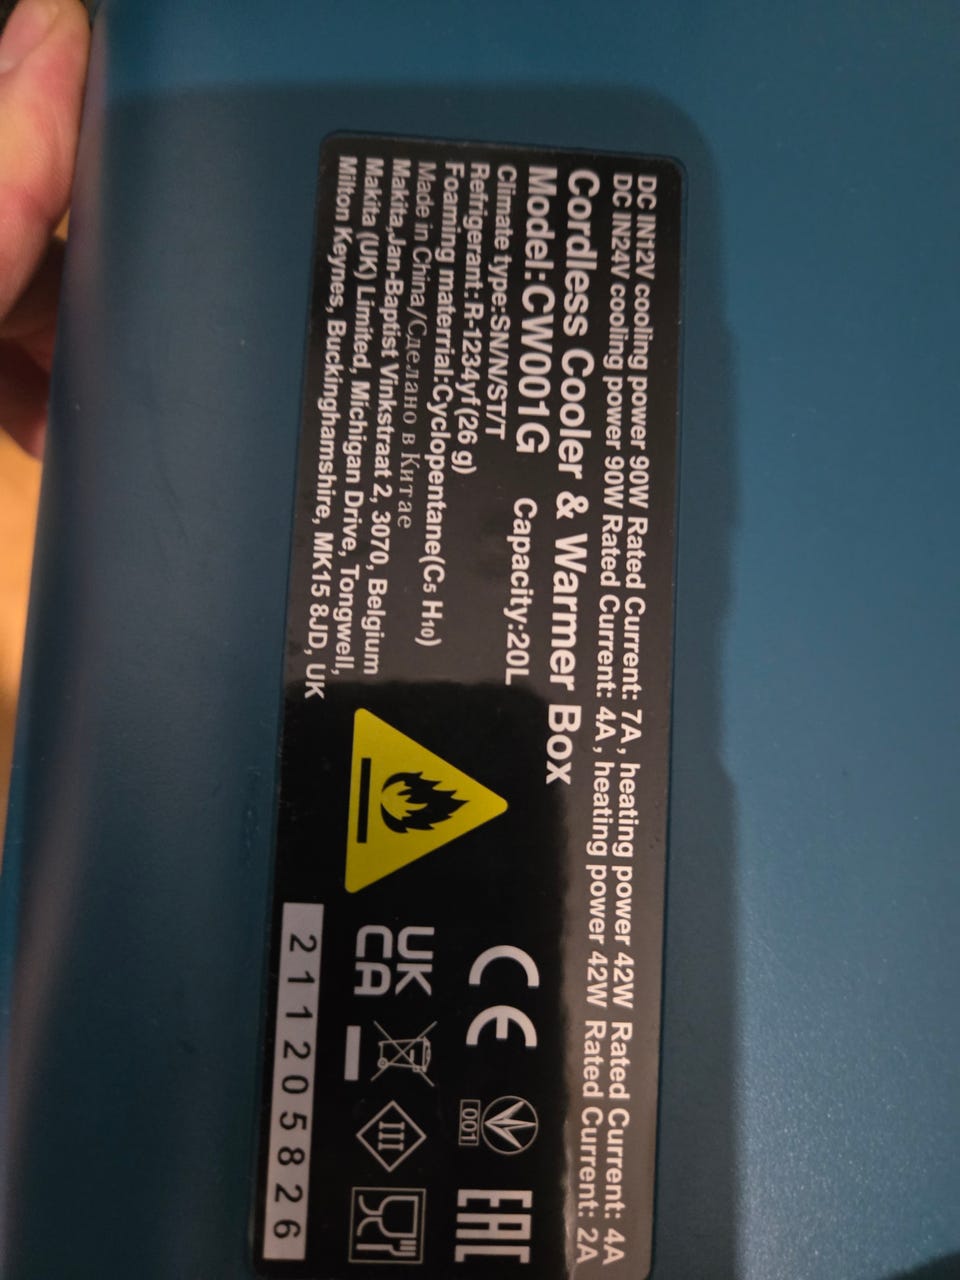 DC IN12V cooling power 90W Rated Current: 7A, heating power 42W Rated Current: 4A
DC IN24V cooling power 90W Rated Current: 4A, heating power 42W Rated Current: 2A
Cordless Cooler & Warmer Box
Model:CW001G Capacity:20L
Climate type:SN/N/ST/T
Refrigerant:R-1234yf(26 g)
Foaming materrial:Cyclopentane(C5 H10)
Made in China/Сделано в Китае
Makita,Jan-Baptist Vinkstraat 2, 3070, Belgium
Makita (UK) Limited, Michigan Drive, Tongwell,
Milton Keynes, Buckinghamshire, MK15 8JD, UK
CE
001
EAC
UK
CA
III
211205826